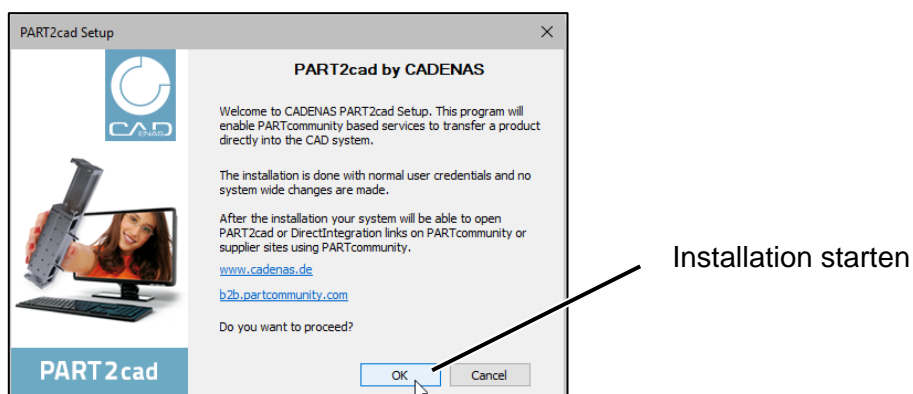 PART2cad Setup
PART2cad by CADENAS
CADENAS
Welcome to CADENAS PART2cad Setup. This program will
enable PARTcommunity based services to transfer a product
directly into the CAD system.
The installation is done with normal user credentials and no
system wide changes are made.
After the installation your system will be able to open
PART2cad or DirectIntegration links on PARTcommunity or
supplier sites using PARTcommunity.
www.cadenas.de
b2b.partcommunity.com
Do you want to proceed?
PART2cad
OK
Cancel
Installation starten